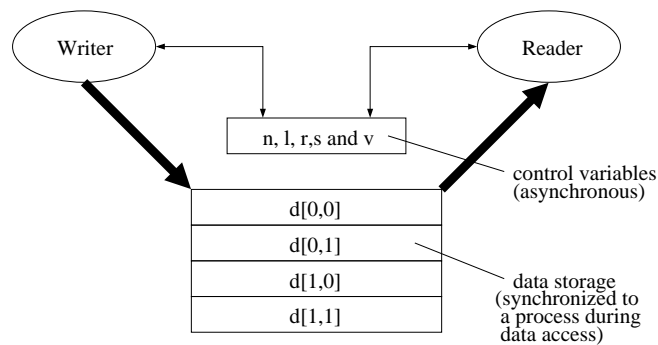 Writer
Reader
n, l, r,s and v
control variables
(asynchronous)
d[0,0]
d[0,1]
d[1,0]
d[1,1]
data storage
(synchronized to
a process during
data access)